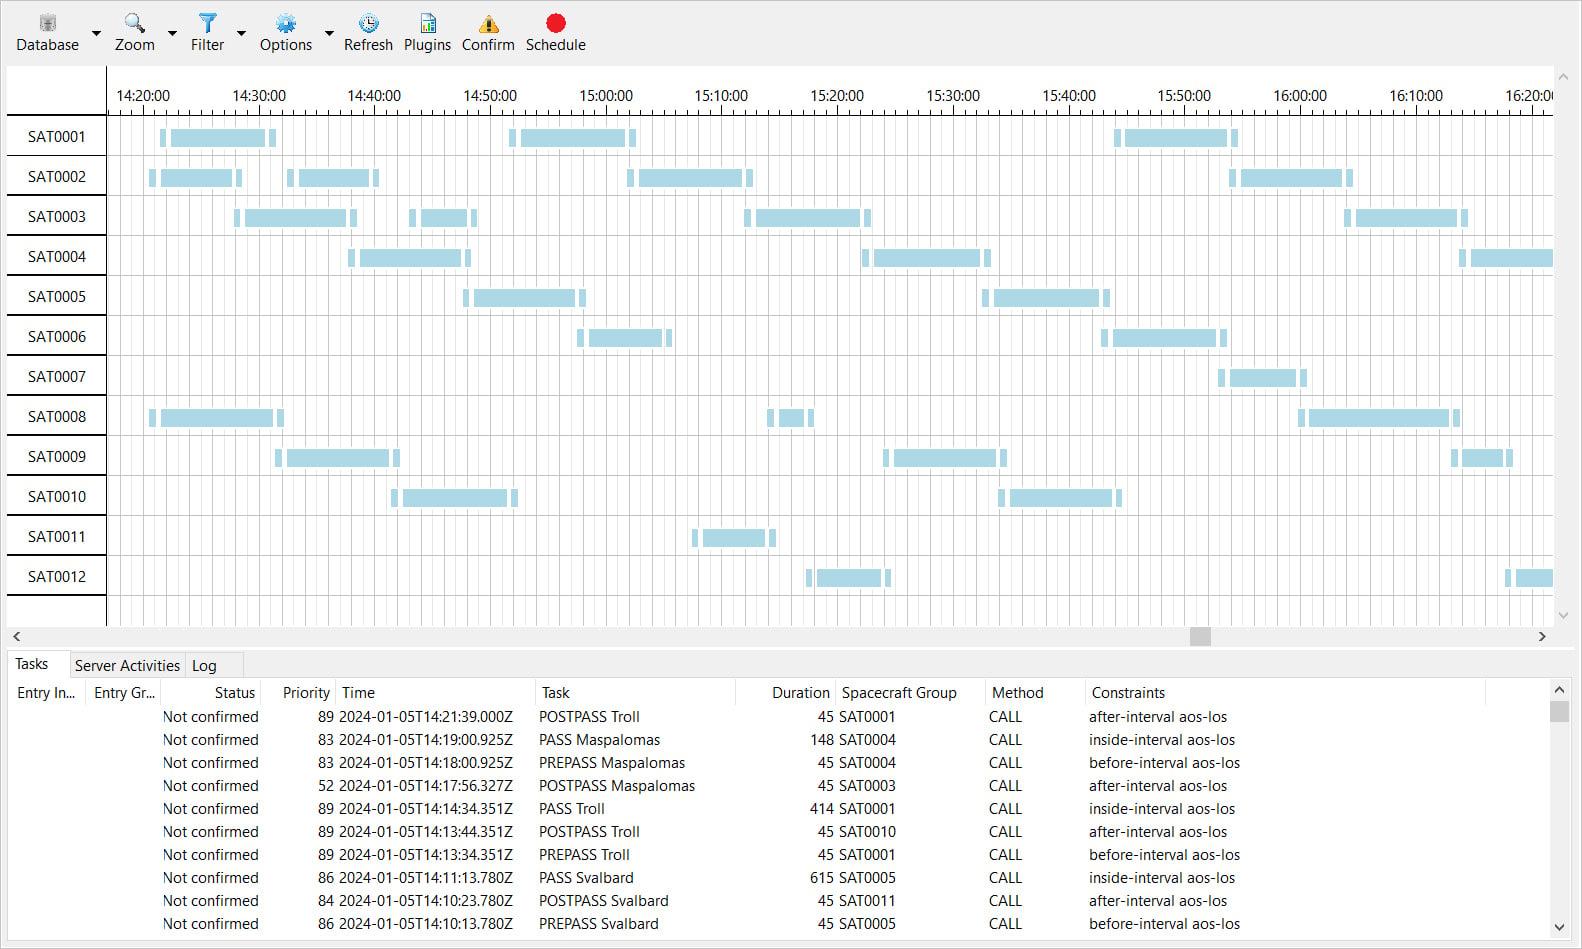 Database Zoom Filter Options Refresh Plugins Confirm Schedule
14:20:00 14:30:00 14:40:00 14:50:00 15:00:00 15:10:00 15:20:00 15:30:00 15:40:00 15:50:00 16:00:00 16:10:00 16:20:0
SAT0001
SAT0002
SAT0003
SAT0004
SAT0005
SAT0006
SAT0007
SAT0008
SAT0009
SAT0010
SAT0011
SAT0012
Tasks Server Activities Log
Entry In... Entry Gr... Status Priority Time Task Duration Spacecraft Group Method Constraints
Not confirmed 89 2024-01-05T14:21:39.000Z POSTPASS Troll 45 SAT0001 CALL after-interval aos-los
Not confirmed 83 2024-01-05T14:19:00.925Z PASS Maspalomas 148 SAT0004 CALL inside-interval aos-los
Not confirmed 83 2024-01-05T14:18:00.925Z PREPASS Maspalomas 45 SAT0004 CALL before-interval aos-los
Not confirmed 52 2024-01-05T14:17:56.327Z POSTPASS Maspalomas 45 SAT0003 CALL after-interval aos-los
Not confirmed 89 2024-01-05T14:14:34.351Z PASS Troll 414 SAT0001 CALL inside-interval aos-los
Not confirmed 89 2024-01-05T14:13:44.351Z POSTPASS Troll 45 SAT0010 CALL after-interval aos-los
Not confirmed 89 2024-01-05T14:13:34.351Z PREPASS Troll 45 SAT0001 CALL before-interval aos-los
Not confirmed 86 2024-01-05T14:11:13.780Z PASS Svalbard 615 SAT0005 CALL inside-interval aos-los
Not confirmed 84 2024-01-05T14:10:23.780Z POSTPASS Svalbard 45 SAT0011 CALL after-interval aos-los
Not confirmed 86 2024-01-05T14:10:13.780Z PREPASS Svalbard 45 SAT0005 CALL before-interval aos-los